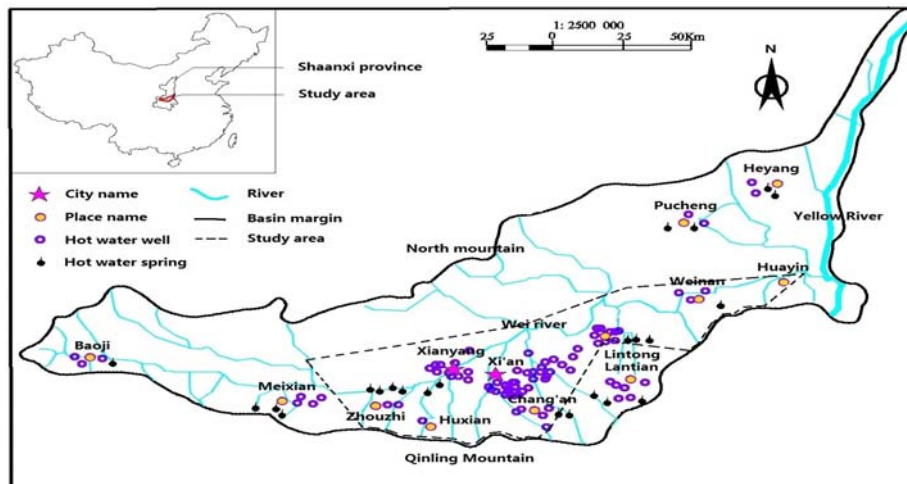 1: 2500 000
25 0 25 50Km
N
Shaanxi province
Study area
City name
River
Place name
Basin margin
Hot water well
Study area
Hot water spring
Heyang
Pucheng
Yellow River
North mountain
Weinan
Huayin
Wei river
Baoji
Xianyang
Xi'an
Lintong
Lantian
Meixian
Zhouzhi
Chang'an
Huxian
Qinling Mountain